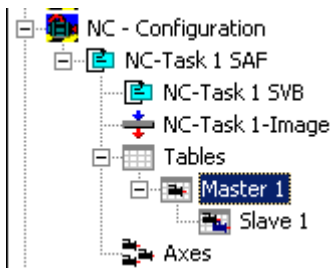 NC - Configuration
NC-Task 1 SAF
NC-Task 1 SVB
NC-Task 1-Image
Tables
Master 1
Slave 1
Axes